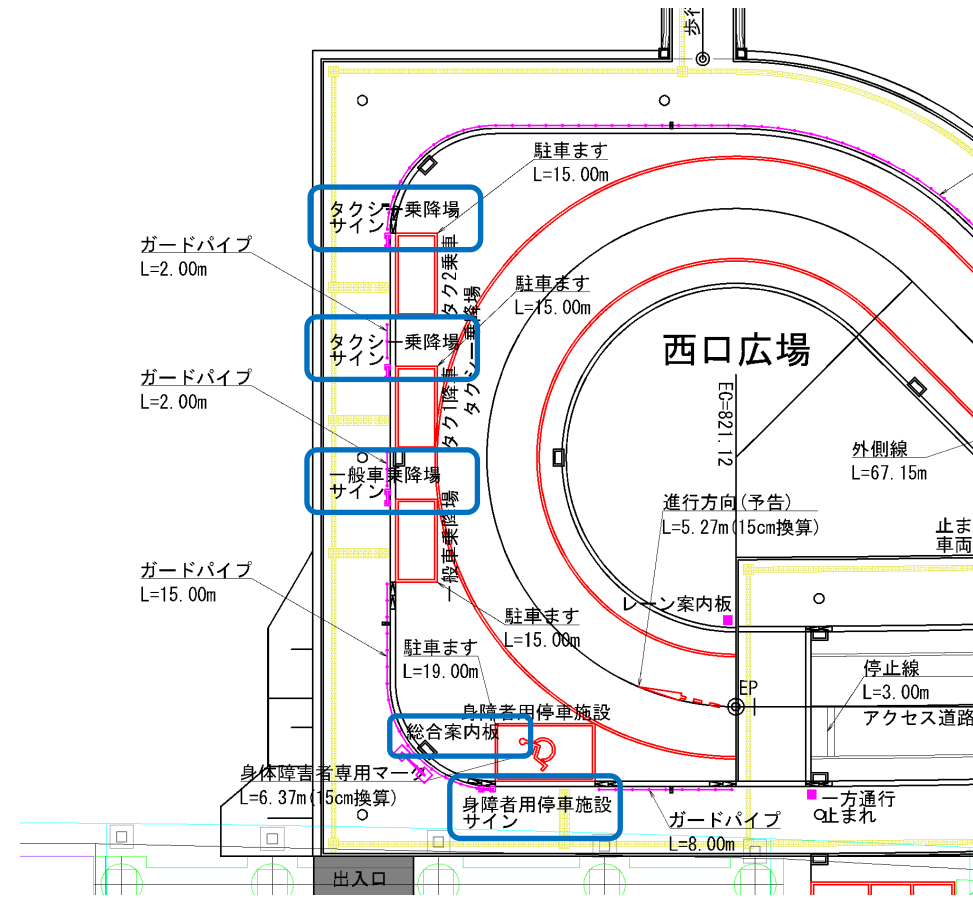 歩行
駐車ます
L=15.00m
タクシー乗降場
サイン
ガードパイプ
L=2.00m
タク2乗車
駐車ます
L=15.00m
タクシー乗降場
タクシー乗降場
サイン
西口広場
ガードパイプ
L=2.00m
タク1降車
EC=821.12
外側線
L=67.15m
一般車乗降場
サイン
進行方向(予告)
L=5.27m(15cm換算)
止ま
車両
一般車乗降場
ガードパイプ
L=15.00m
レーン案内板
駐車ます
L=15.00m
駐車ます
L=19.00m
停止線
L=3.00m
アクセス道路
EP
身障者用停車施設
総合案内板
身体障害者専用マーク
L=6.37m(15cm換算)
身障者用停車施設
サイン
ガードパイプ
L=8.00m
一方通行
止まれ
出入口